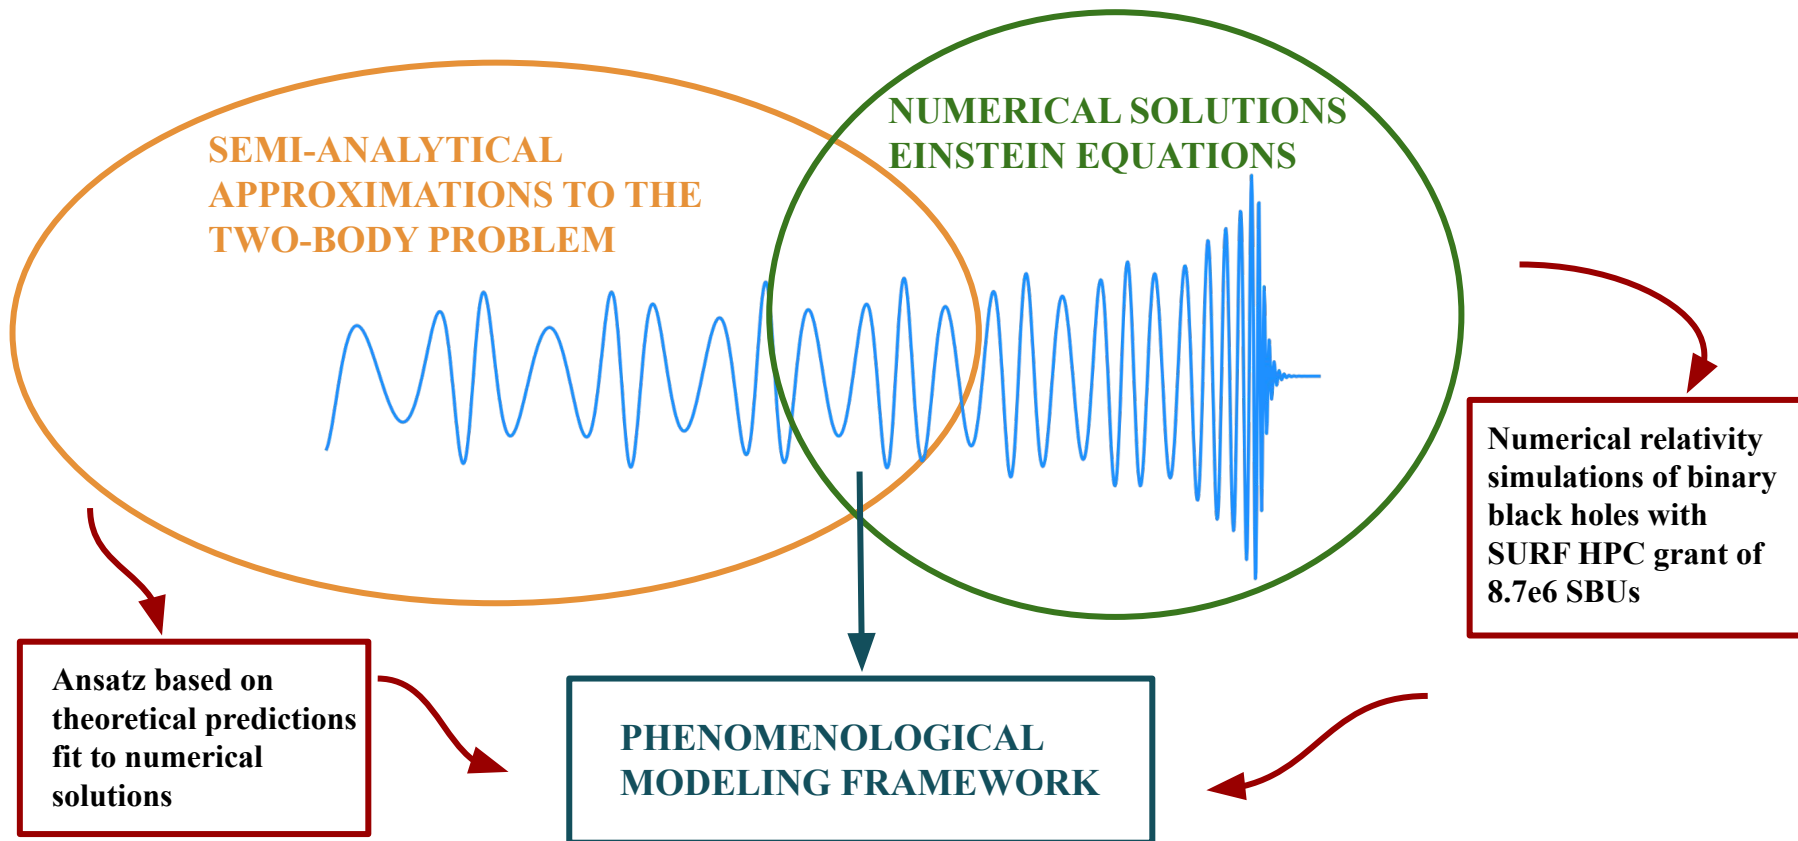 SEMI-ANALYTICAL
APPROXIMATIONS TO THE
TWO-BODY PROBLEM
NUMERICAL SOLUTIONS
EINSTEIN EQUATIONS
Numerical relativity
simulations of binary
black holes with
SURF HPC grant of
8.7e6 SBUs
Ansatz based on
theoretical predictions
fit to numerical
solutions
PHENOMENOLOGICAL
MODELING FRAMEWORK